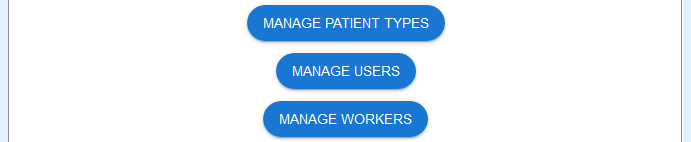 MANAGE PATIENT TYPES
MANAGE USERS
MANAGE WORKERS